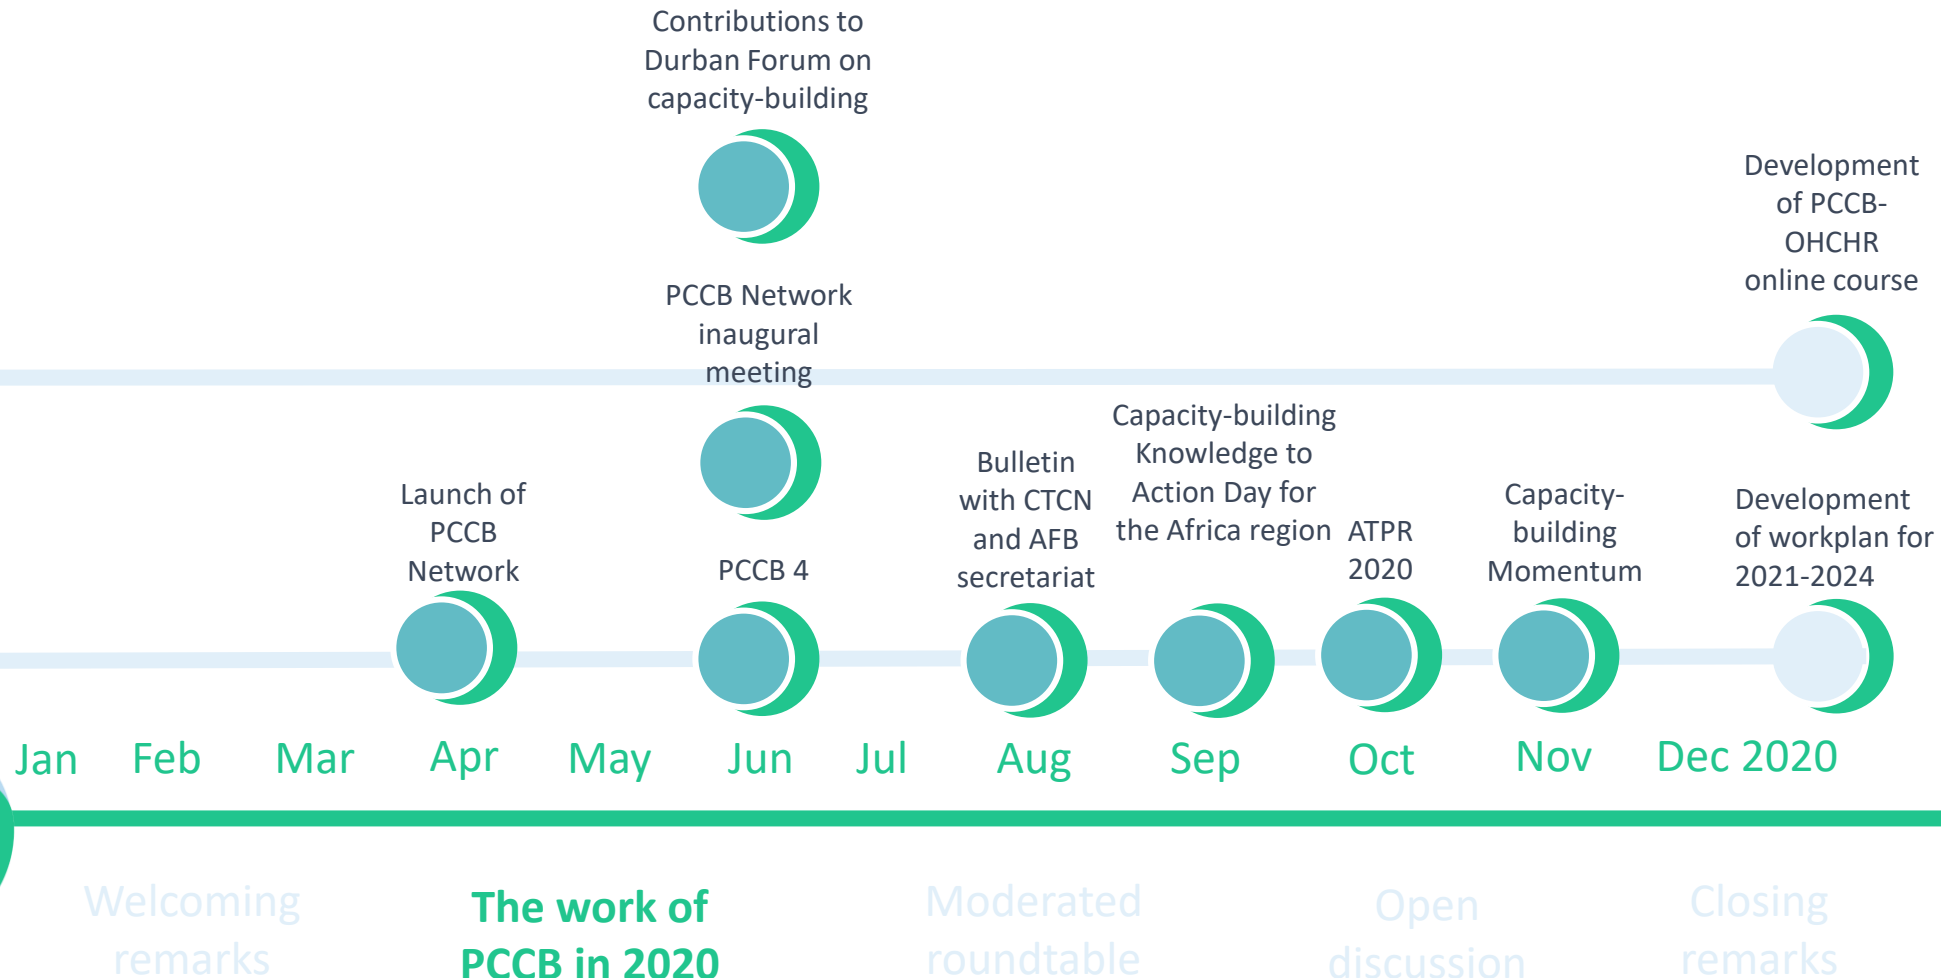 Contributions to
Durban Forum on
capacity-building
Development
of PCCB-
OHCHR
online course
PCCB Network
inaugural
meeting
Launch of
PCCB
Network
PCCB 4
Bulletin
with CTCN
and AFB
secretariat
Capacity-building
Knowledge to
Action Day for
the Africa region
ATPR
2020
Capacity-
building
Momentum
Development
of workplan for
2021-2024
Jan Feb Mar Apr May Jun Jul Aug Sep Oct Nov Dec 2020
Welcoming
remarks
The work of
PCCB in 2020
Moderated
roundtable
Open
discussion
Closing
remarks